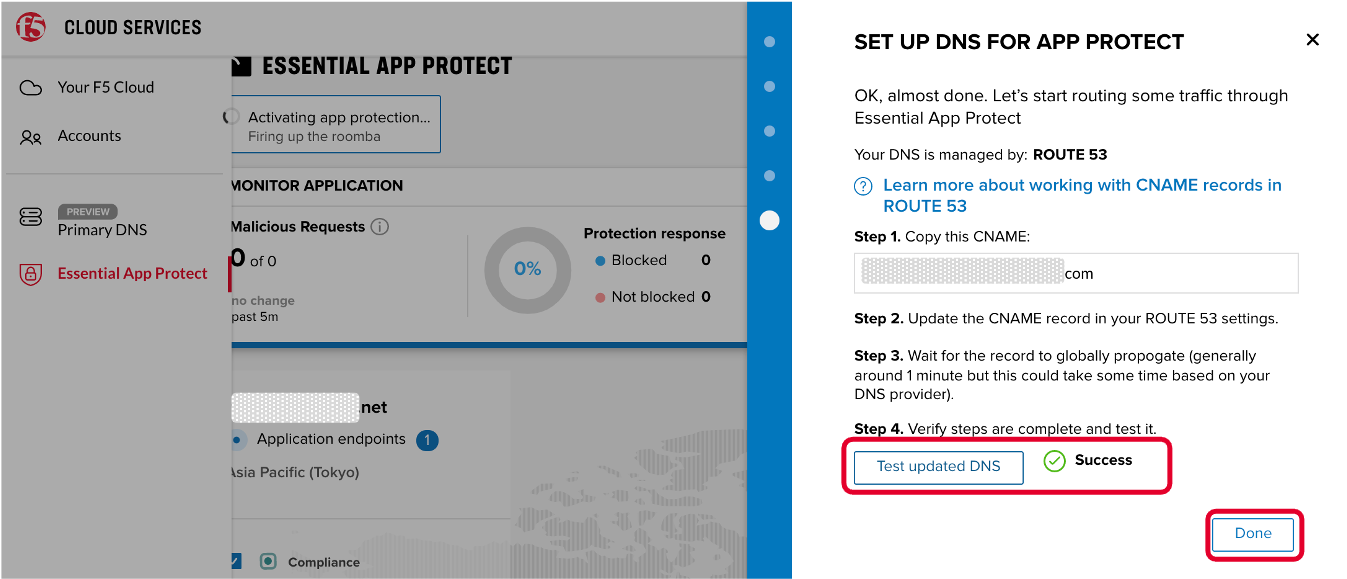 f5 CLOUD SERVICES
Your F5 Cloud
Accounts
PREVIEW
Primary DNS
Essential App Protect
ESSENTIAL APP PROTECT
Activating app protection...
Firing up the roomba
MONITOR APPLICATION
Malicious Requests
0 of 0
no change
past 5m
0%
Protection response
Blocked 0
Not blocked 0
.net
Application endpoints 1
Asia Pacific (Tokyo)
Compliance
SET UP DNS FOR APP PROTECT
OK, almost done. Let's start routing some traffic through
Essential App Protect
Your DNS is managed by: ROUTE 53
? Learn more about working with CNAME records in
ROUTE 53
Step 1. Copy this CNAME:
com
Step 2. Update the CNAME record in your ROUTE 53 settings.
Step 3. Wait for the record to globally propogate (generally
around 1 minute but this could take some time based on your
DNS provider).
Step 4. Verify steps are complete and test it.
Test updated DNS
Success
Done